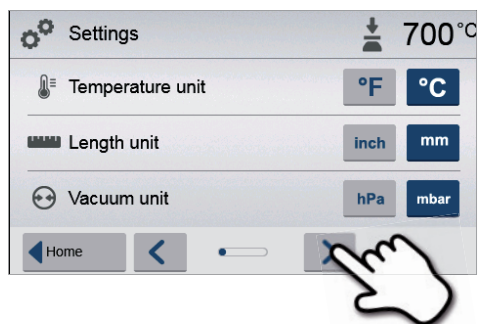 Settings 700°C
Temperature unit °F °C
Length unit inch mm
Vacuum unit hPa mbar
Home